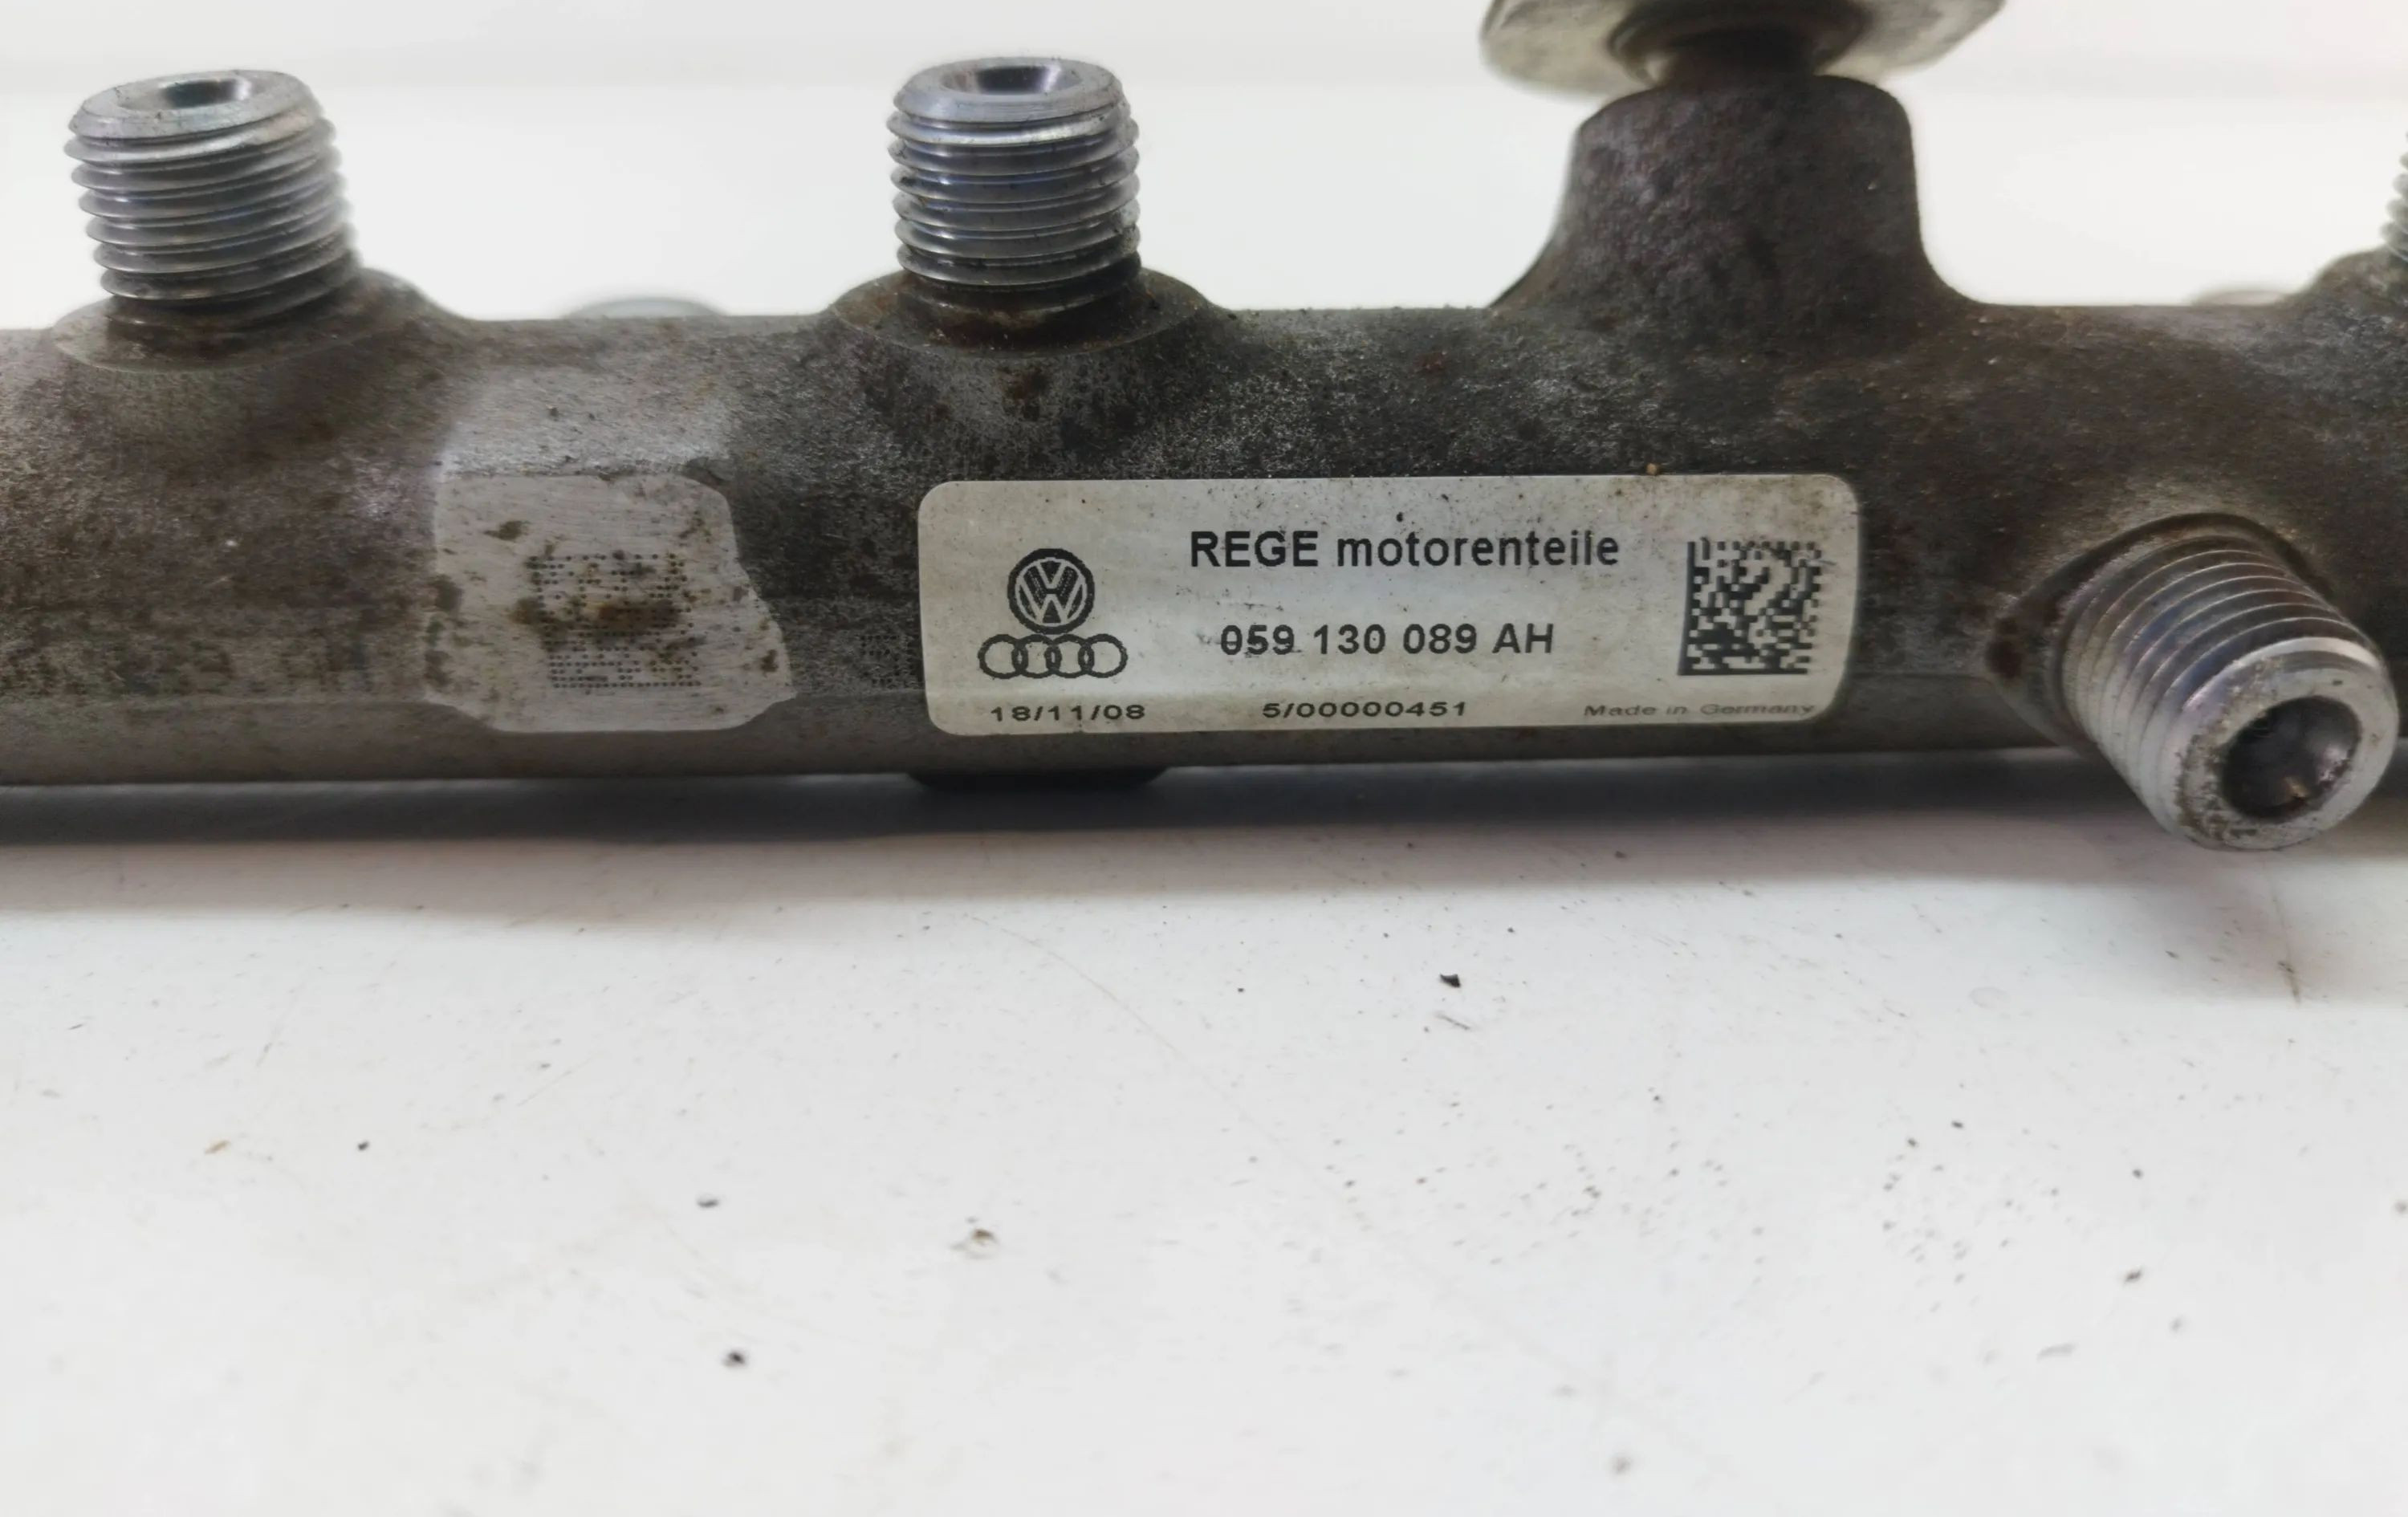 REGE motorenteile
059 130 089 AH
18/11/08 5/00000451 Made in Germany